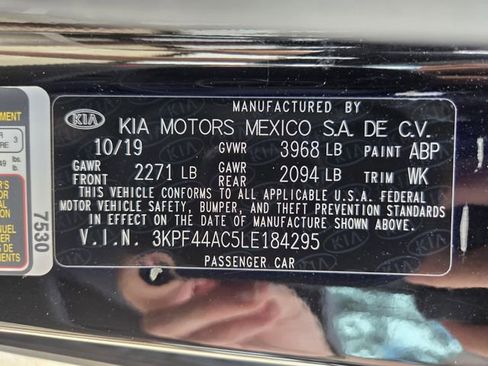 MANUFACTURED BY
KIA KIA MOTORS MEXICO S.A. DE C.V.
10/19 GVWR 3968 LB PAINT ABP
GAWR FRONT 2271 LB GAWR REAR 2094 LB TRIM WK
THIS VEHICLE CONFORMS TO ALL APPLICABLE U.S.A. FEDERAL
MOTOR VEHICLE SAFETY, BUMPER, AND THEFT PREVENTION STANDARDS
IN EFFECT ON THE DATE OF MANUFACTURE SHOWN ABOVE.
V.I.N. 3KPF44AC5LE184295
PASSENGER CAR
7530